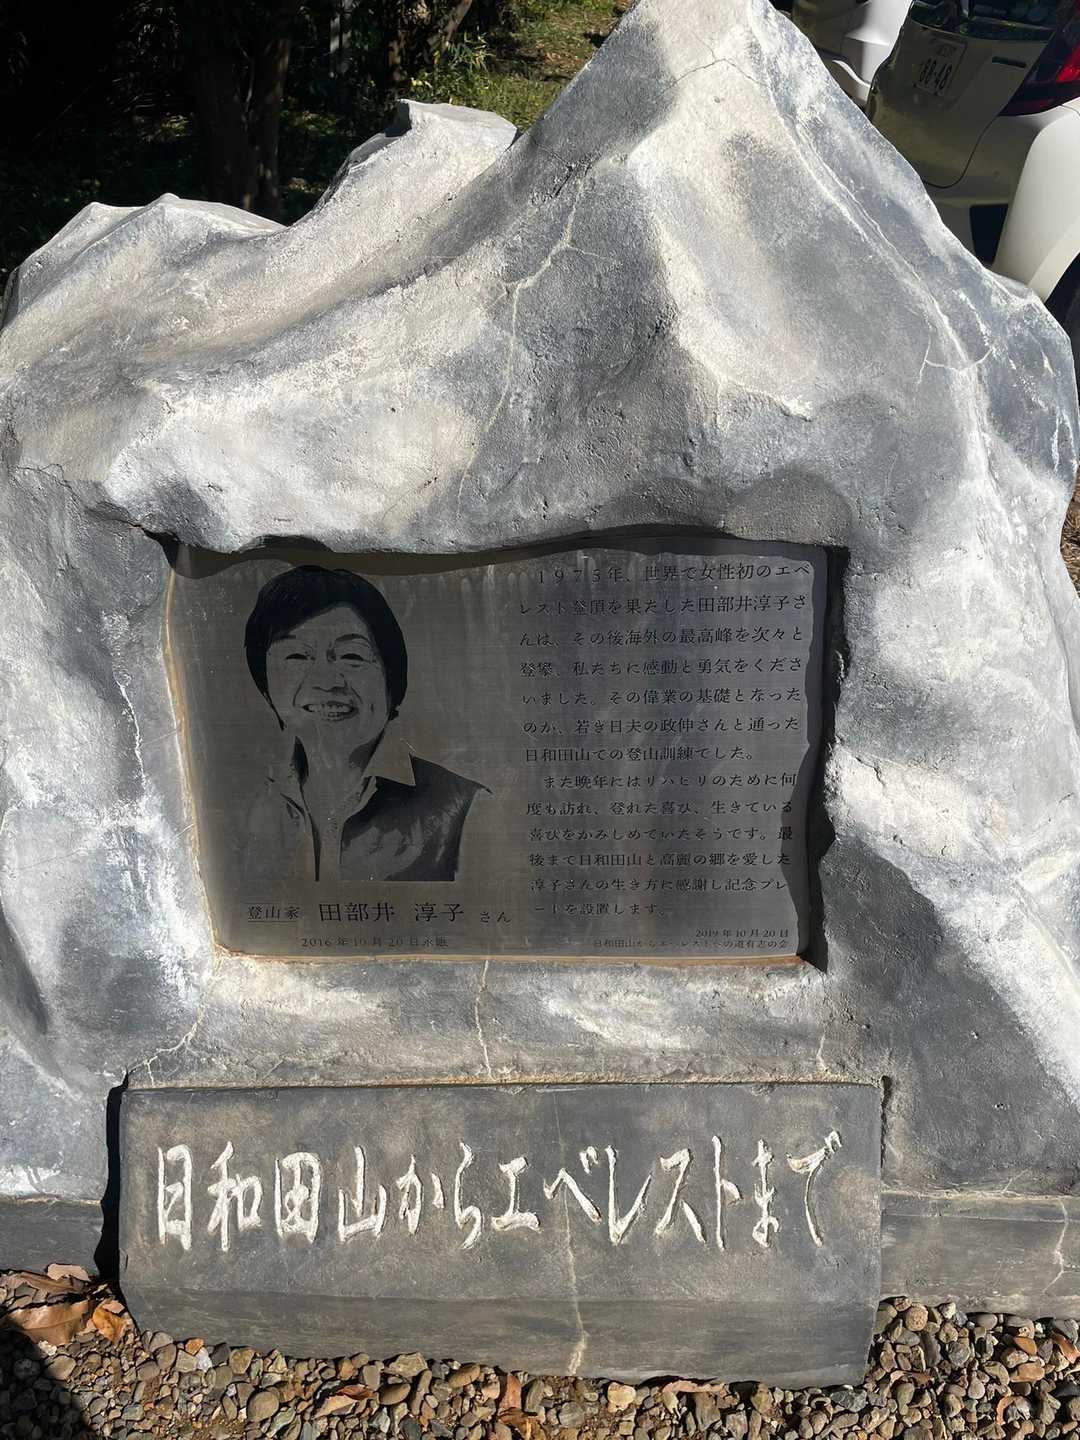 88-48
1975年、世界で女性初のエベ
レスト登頂を果たした田部井淳子さ
んは、その後海外の最高峰を次々と
登攀、私たちに感動と勇気をくださ
いました。その偉業の基礎となった
のが、若き日夫の政伸さんと通った
日和田山での登山訓練でした。
また晩年にはリハビリのために何
度も訪れ、登れた喜び、生きている
喜びをかみしめていたそうです。最
後まで日和田山と高麗の郷を愛した
淳子さんの生き方に感謝し記念プレ
ートを設置します。
2019年10月20日
日和田山からエベレストへの道有志の会
登山家 田部井 淳子 さん
2016年10月20日永眠
日和田山からエベレストまで